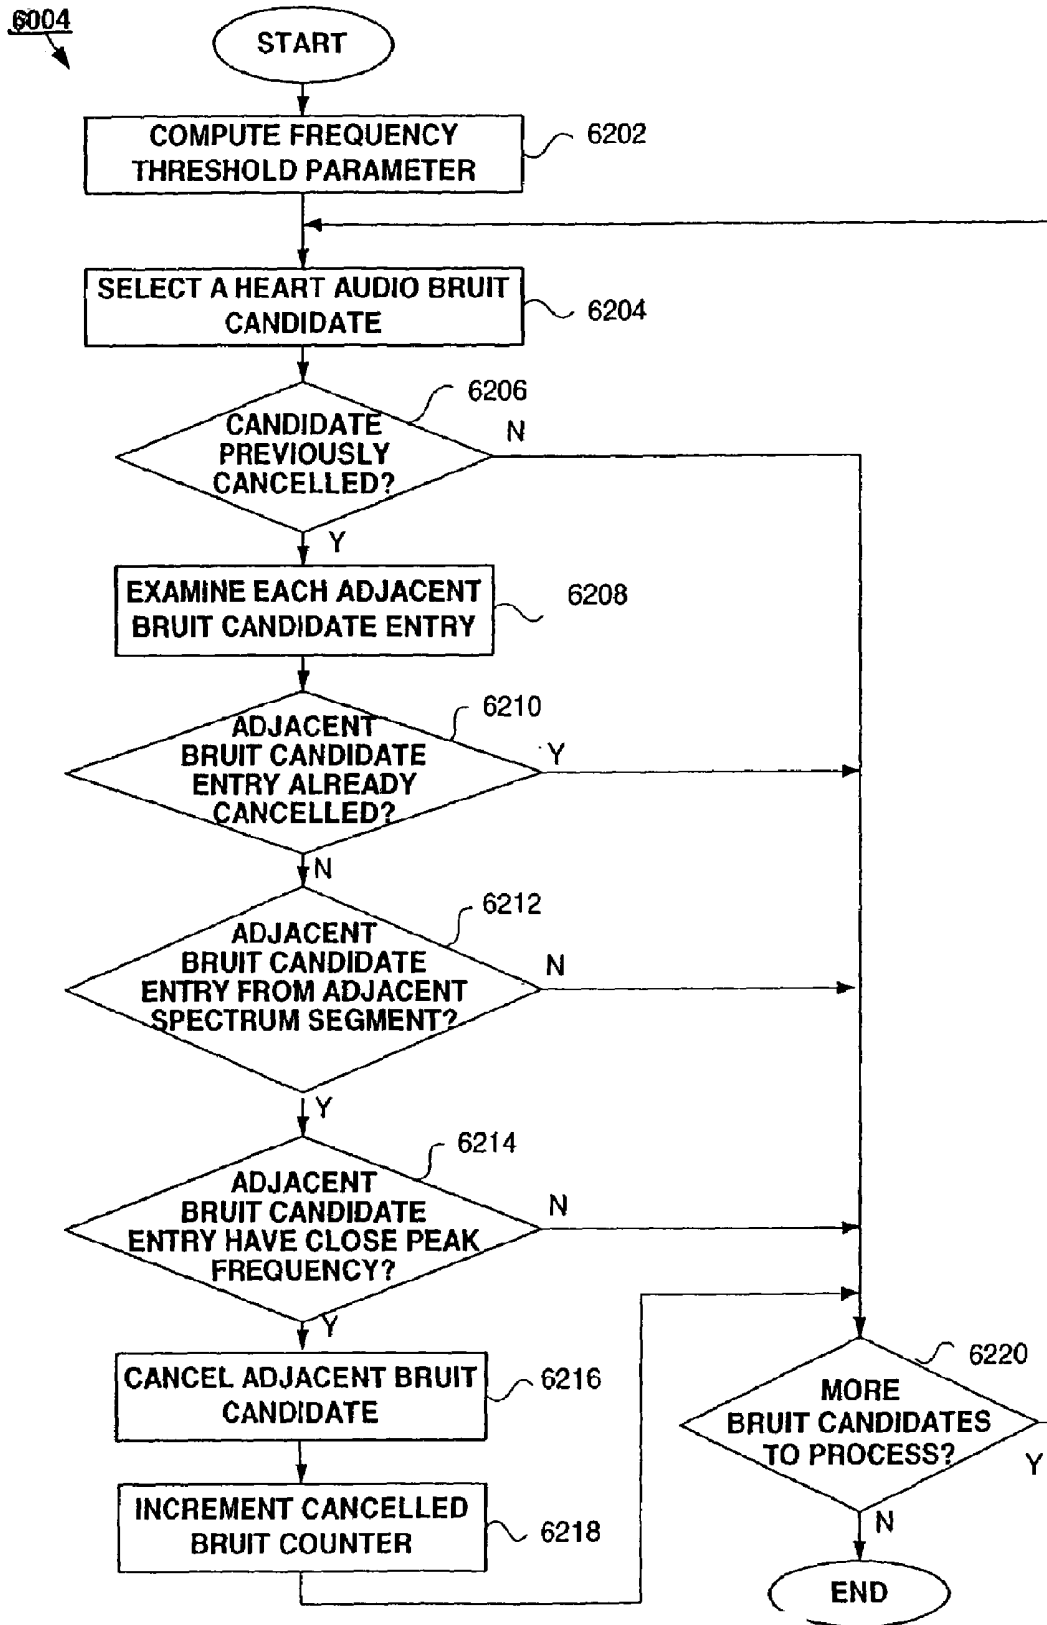 6004
START
COMPUTE FREQUENCY
THRESHOLD PARAMETER
6202
SELECT A HEART AUDIO BRUIT
CANDIDATE
6204
6206
CANDIDATE
PREVIOUSLY
CANCELLED?
N
Y
EXAMINE EACH ADJACENT
BRUIT CANDIDATE ENTRY
6208
6210
ADJACENT
BRUIT CANDIDATE
ENTRY ALREADY
CANCELLED?
Y
N
6212
ADJACENT
BRUIT CANDIDATE
ENTRY FROM ADJACENT
SPECTRUM SEGMENT?
N
Y
6214
ADJACENT
BRUIT CANDIDATE
ENTRY HAVE CLOSE PEAK
FREQUENCY?
N
Y
CANCEL ADJACENT BRUIT
CANDIDATE
6216
INCREMENT CANCELLED
BRUIT COUNTER
6218
6220
MORE
BRUIT CANDIDATES
TO PROCESS?
Y
N
END